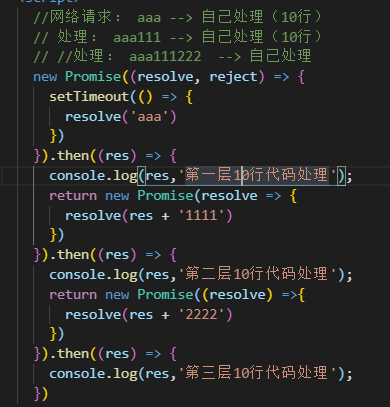 <script>
//网络请求： aaa --> 自己处理（10行）
// 处理： aaa111 --> 自己处理（10行）
// //处理： aaa111222  --> 自己处理
new Promise((resolve, reject) => {
  setTimeout(() => {
    resolve('aaa')
  })
}).then((res) => {
  console.log(res,'第一层10行代码处理');
  return new Promise(resolve => {
    resolve(res + '1111')
  })
}).then((res) => {
  console.log(res,'第二层10行代码处理');
  return new Promise((resolve) =>{
    resolve(res + '2222')
  })
}).then((res) => {
  console.log(res,'第三层10行代码处理');
})